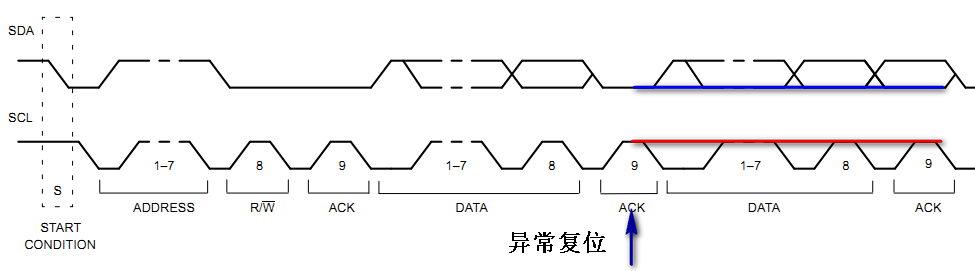 SDA
SCL
1–7 8 9 1–7 8 9 1–7 8 9
S
ADDRESS R/W̅ ACK DATA ACK DATA ACK
START
CONDITION
异常复位